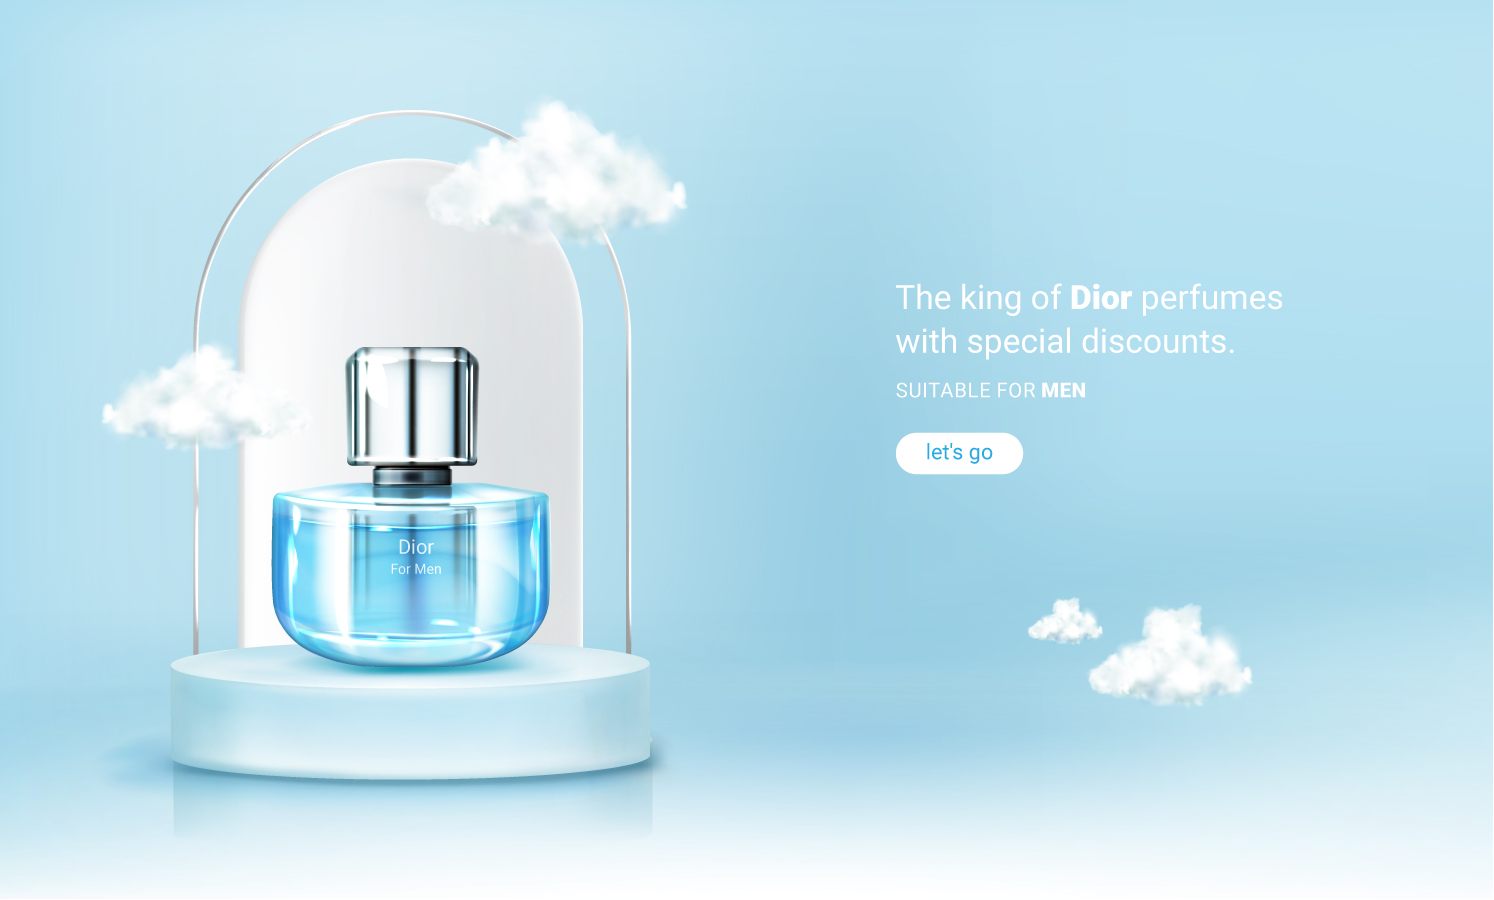 The king of Dior perfumes
with special discounts.
SUITABLE FOR MEN
let's go
Dior
For Men